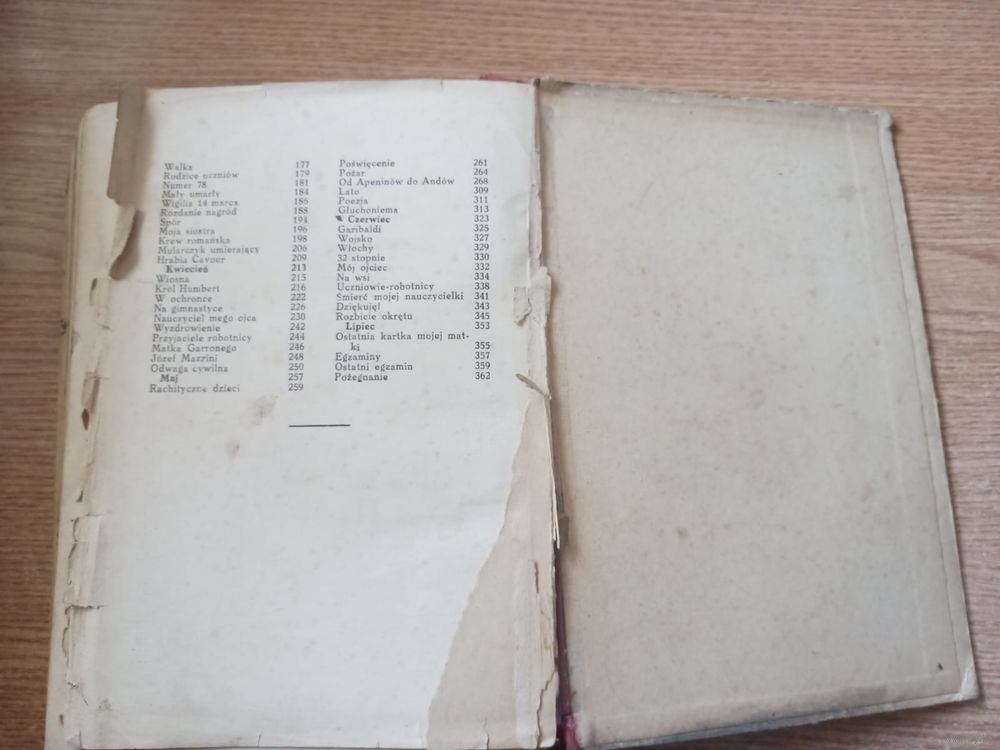 Walka 177
Rodzice uczniów 179
Numer 78 181
Mały umarły 184
Wigilia 14 marca 186
Rozdanie nagród 188
Spór 194
Moja siostra 196
Krew romańska 198
Mularczyk umierający 206
Hrabia Cavour 209
Kwiecień 213
Wiosna 215
Król Humbert 216
W ochronce 222
Na gimnastyce 226
Nauczyciel mego ojca 230
Wyzdrowienie 242
Przyjaciele robotnicy 244
Matka Garronego 246
Józef Mazzini 248
Odwaga cywilna 250
Maj 257
Rachityczne dzieci 259
Poświęcenie 261
Pożar 264
Od Apeninów do Andów 268
Lato 309
Poezja 311
Głuchoniema 313
Czerwiec 323
Garibaldi 325
Wojsko 327
Włochy 329
32 stopnie 330
Mój ojciec 332
Na wsi 334
Uczniowie-robotnicy 338
Śmierć mojej nauczycielki 341
Dziękuję! 343
Rozbicie okrętu 345
Lipiec 353
Ostatnia kartka mojej mat-
ki 355
Egzaminy 357
Ostatni egzamin 359
Pożegnanie 362